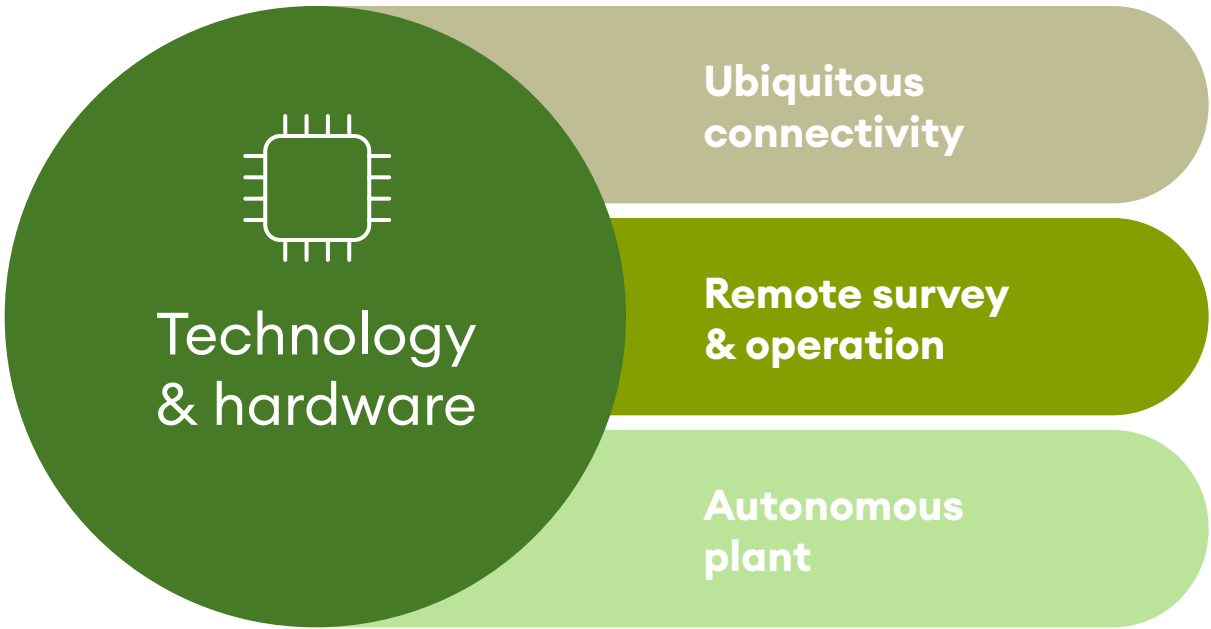 Technology
& hardware
Ubiquitous
connectivity
Remote survey
& operation
Autonomous
plant